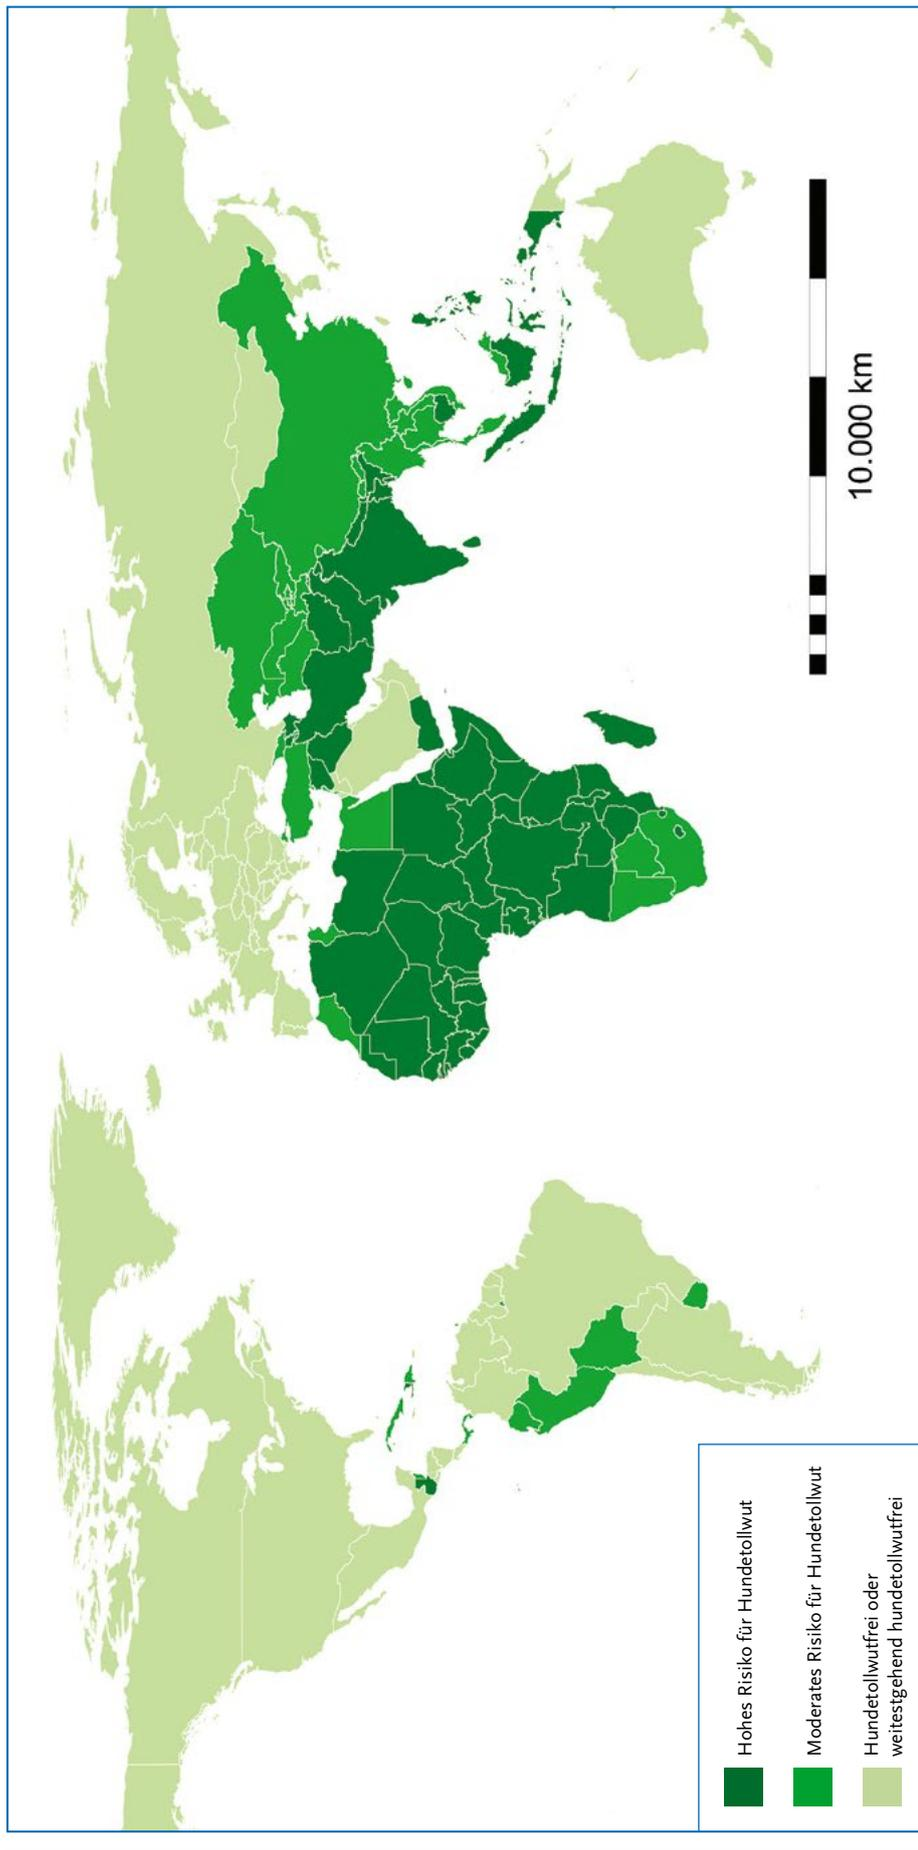 10.000 km
Hohes Risiko für Hundetollwut
Moderates Risiko für Hundetollwut
Hundetollwutfrei oder
weitestgehend hundetollwutfrei